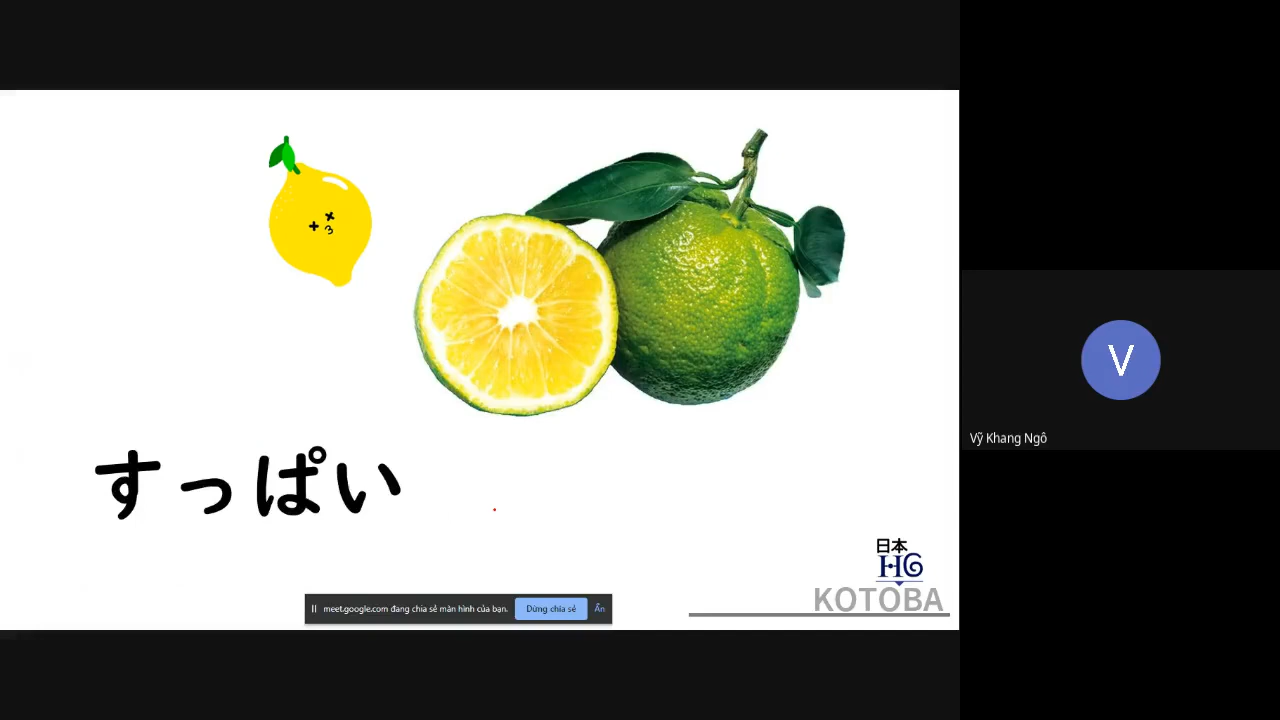 すっぱい
日本
HG
KOTOBA
meet.google.com đang chia sẻ màn hình của bạn.
Dừng chia sẻ
Ẩn
V
Vỹ Khang Ngô